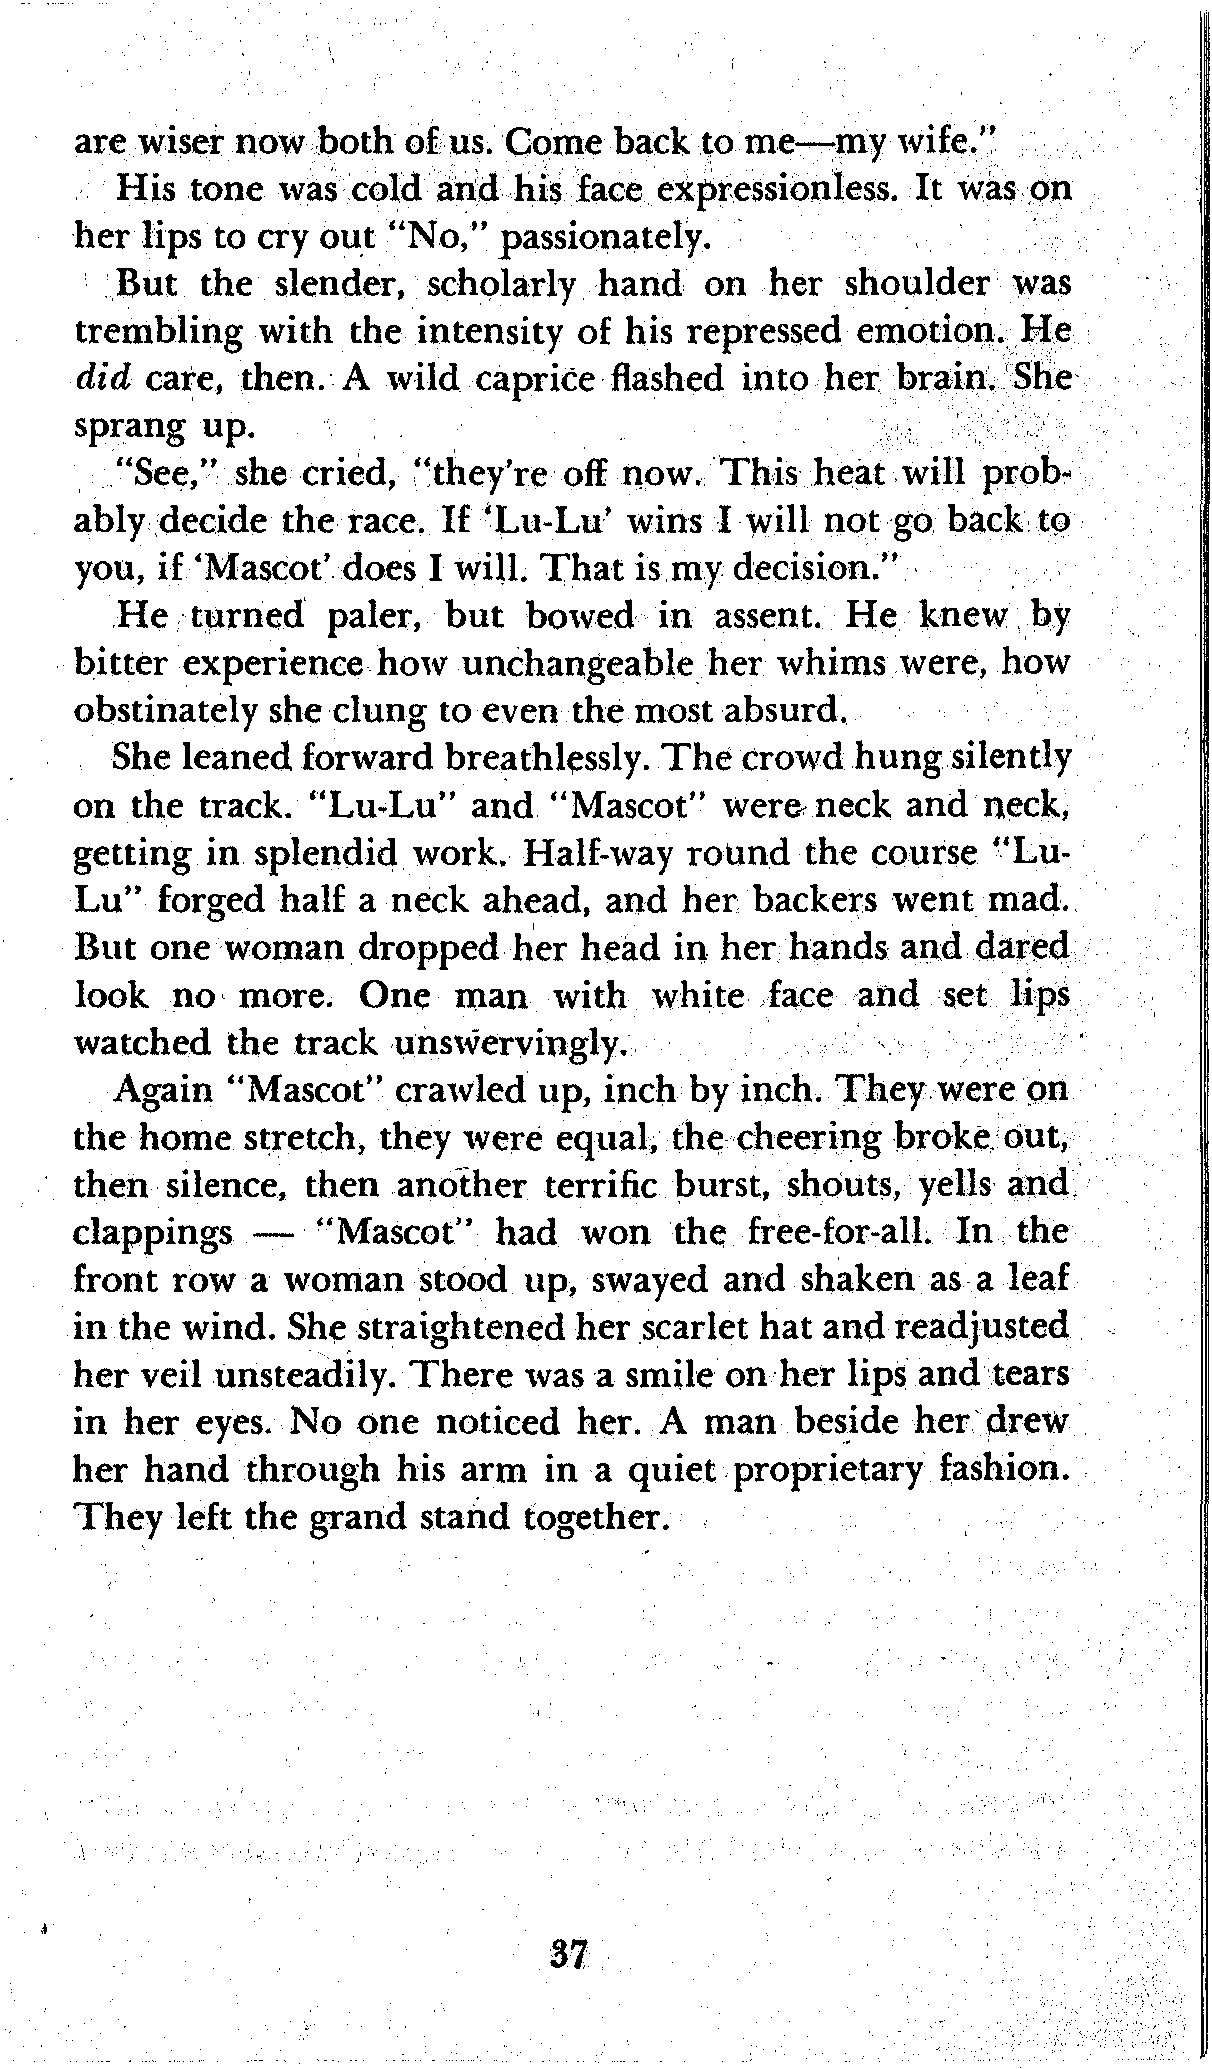 are wiser now both of us. Come back to me—my wife."
His tone was cold and his face expressionless. It was on
her lips to cry out "No," passionately.
But the slender, scholarly hand on her shoulder was
trembling with the intensity of his repressed emotion. He
did care, then. A wild caprice flashed into her brain. She
sprang up.
"See," she cried, "they're off now. This heat will prob-
ably decide the race. If 'Lu-Lu' wins I will not go back to
you, if 'Mascot' does I will. That is my decision."
He turned paler, but bowed in assent. He knew by
bitter experience how unchangeable her whims were, how
obstinately she clung to even the most absurd.
She leaned forward breathlessly. The crowd hung silently
on the track. "Lu-Lu" and "Mascot" were neck and neck,
getting in splendid work. Half-way round the course "Lu-
Lu" forged half a neck ahead, and her backers went mad.
But one woman dropped her head in her hands and dared
look no more. One man with white face and set lips
watched the track unswervingly.
Again "Mascot" crawled up, inch by inch. They were on
the home stretch, they were equal, the cheering broke out,
then silence, then another terrific burst, shouts, yells and
clappings — "Mascot" had won the free-for-all. In the
front row a woman stood up, swayed and shaken as a leaf
in the wind. She straightened her scarlet hat and readjusted
her veil unsteadily. There was a smile on her lips and tears
in her eyes. No one noticed her. A man beside her drew
her hand through his arm in a quiet proprietary fashion.
They left the grand stand together.
37